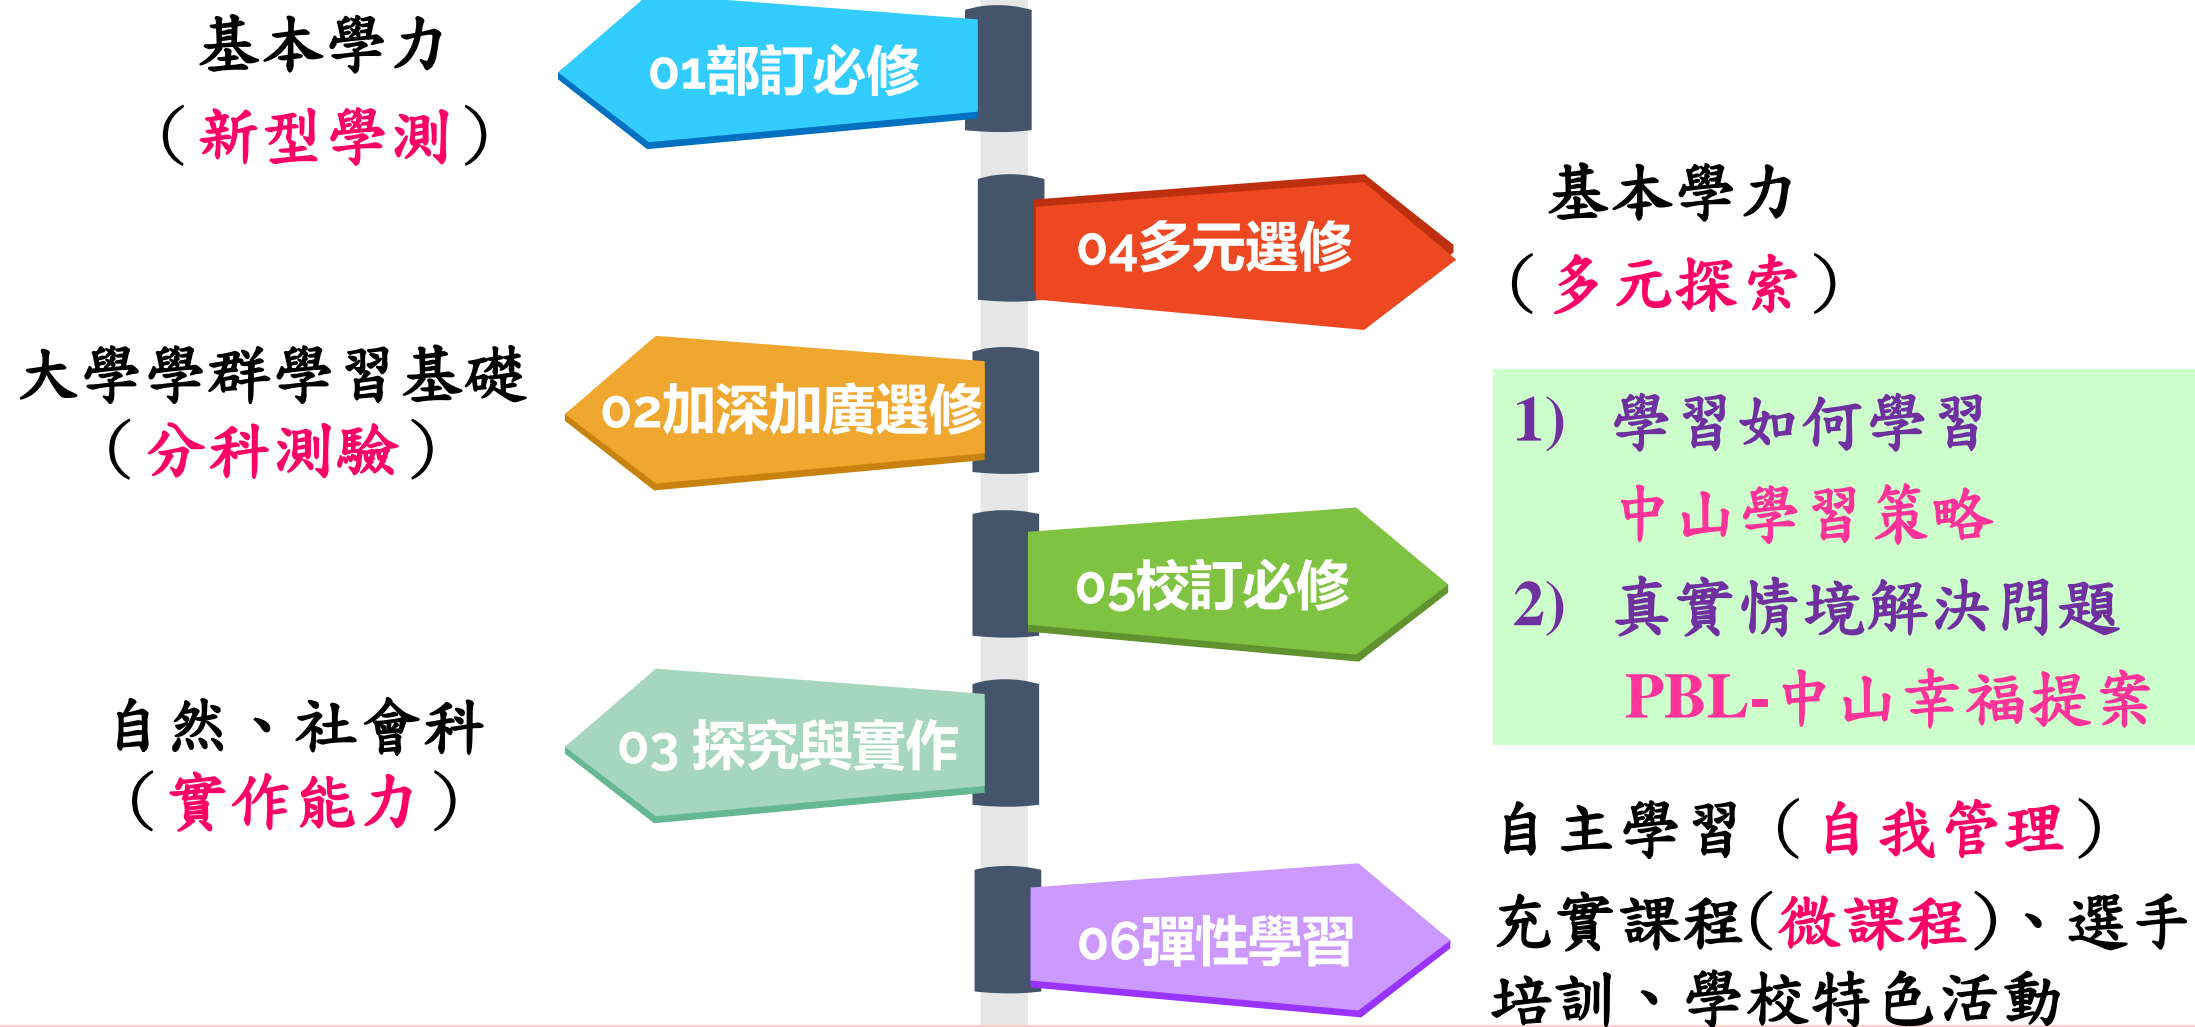 基本學力
（新型學測）
01部訂必修
04多元選修
基本學力
（多元探索）
大學學群學習基礎
（分科測驗）
02加深加廣選修
05校訂必修
1) 學習如何學習
中山學習策略
2) 真實情境解決問題
PBL-中山幸福提案
自然、社會科
（實作能力）
03 探究與實作
06彈性學習
自主學習（自我管理）
充實課程(微課程)、選手
培訓、學校特色活動